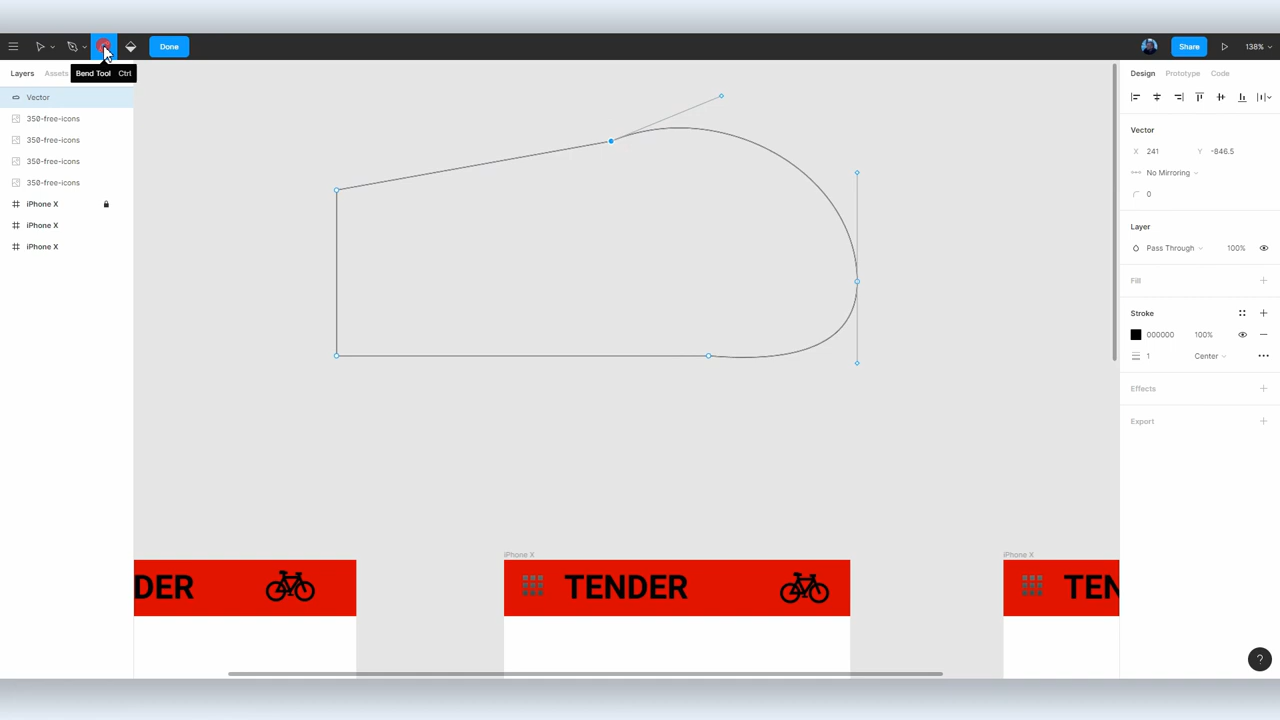 Done
Share
138%
Bend Tool Ctrl
Layers
Assets
Design
Prototype
Code
Vector
350-free-icons
350-free-icons
350-free-icons
350-free-icons
iPhone X
iPhone X
iPhone X
Vector
X 241 Y -846.5
No Mirroring
0
Layer
Pass Through 100%
Fill
Stroke
000000 100%
1 Center
Effects
Export
iPhone X
iPhone X
DER
TENDER
TEN
?